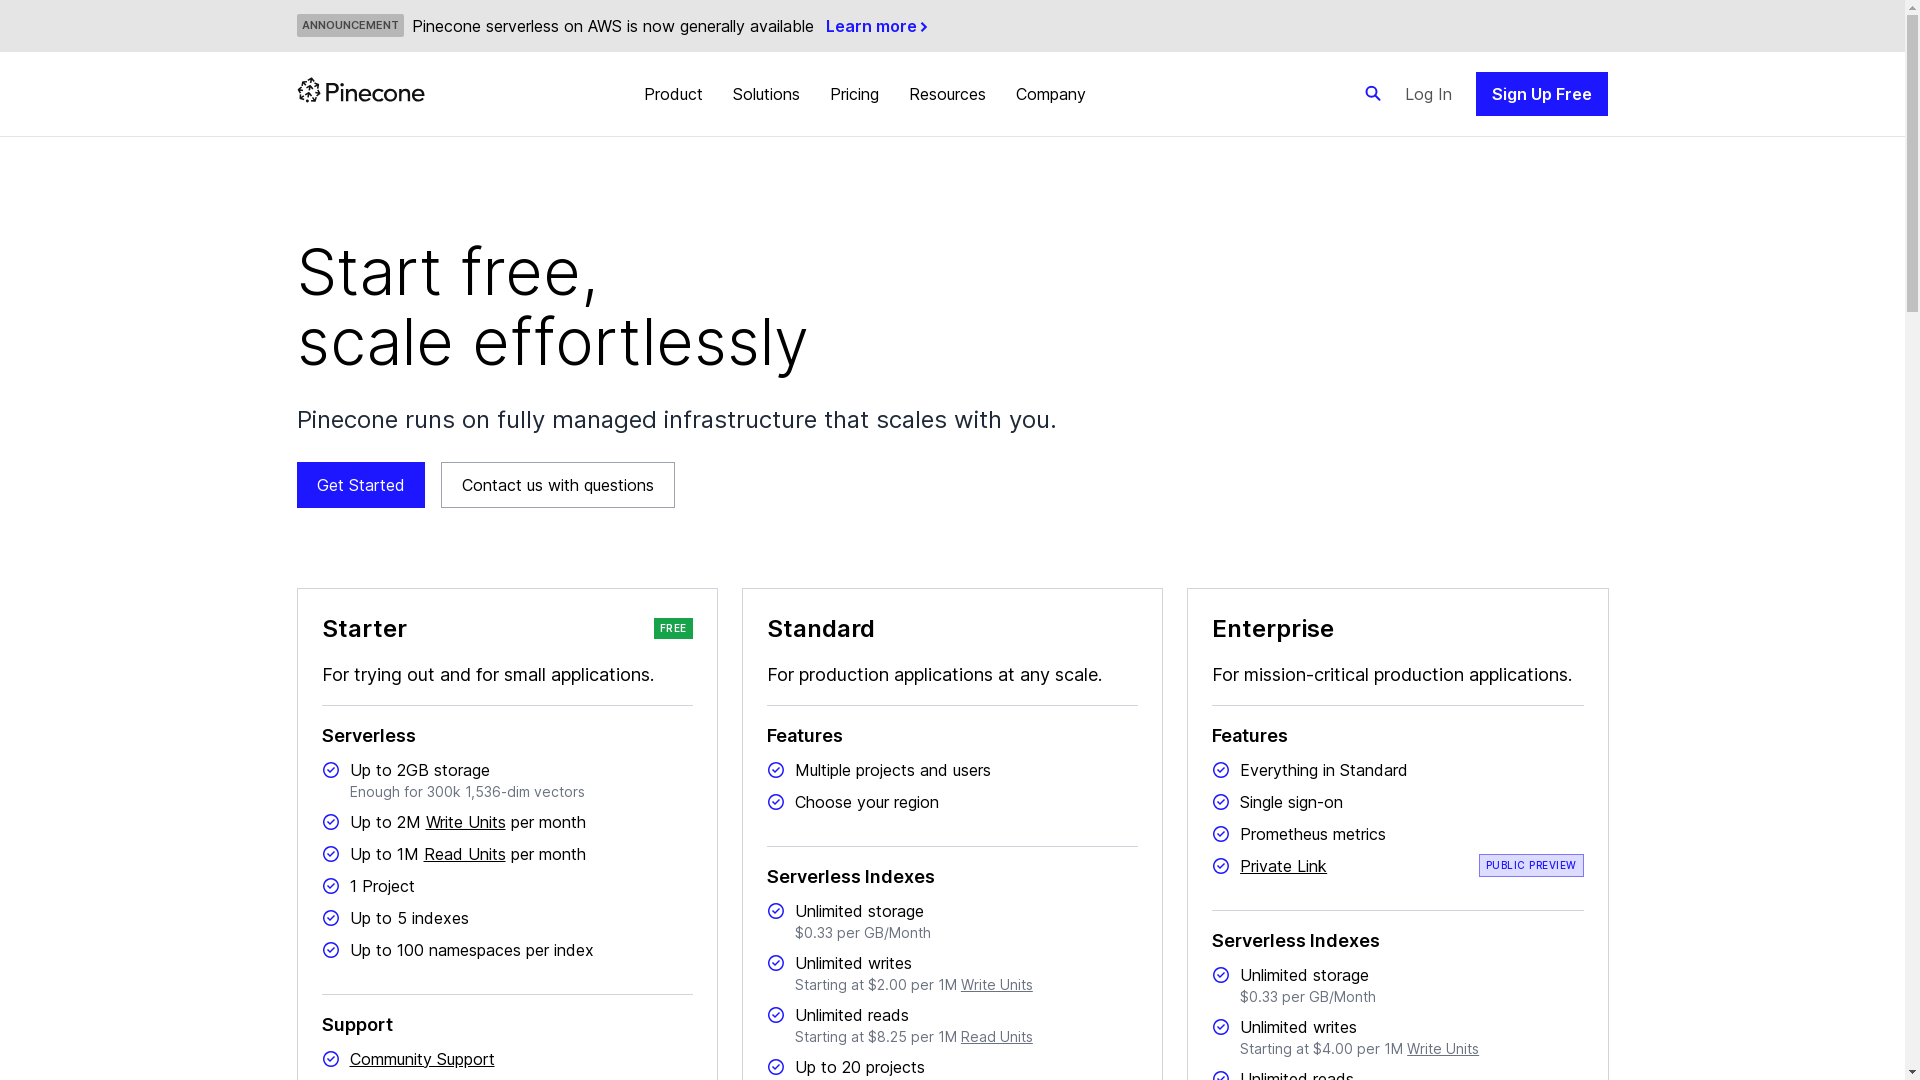 ANNOUNCEMENT Pinecone serverless on AWS is now generally available Learn more
Pinecone Product Solutions Pricing Resources Company Log In Sign Up Free
Start free,
scale effortlessly
Pinecone runs on fully managed infrastructure that scales with you.
Get Started Contact us with questions
Starter FREE
For trying out and for small applications.
Serverless
Up to 2GB storage
Enough for 300k 1,536-dim vectors
Up to 2M Write Units per month
Up to 1M Read Units per month
1 Project
Up to 5 indexes
Up to 100 namespaces per index
Support
Community Support
Standard
For production applications at any scale.
Features
Multiple projects and users
Choose your region
Serverless Indexes
Unlimited storage
$0.33 per GB/Month
Unlimited writes
Starting at $2.00 per 1M Write Units
Unlimited reads
Starting at $8.25 per 1M Read Units
Up to 20 projects
Enterprise
For mission-critical production applications.
Features
Everything in Standard
Single sign-on
Prometheus metrics
Private Link PUBLIC PREVIEW
Serverless Indexes
Unlimited storage
$0.33 per GB/Month
Unlimited writes
Starting at $4.00 per 1M Write Units
Unlimited reads